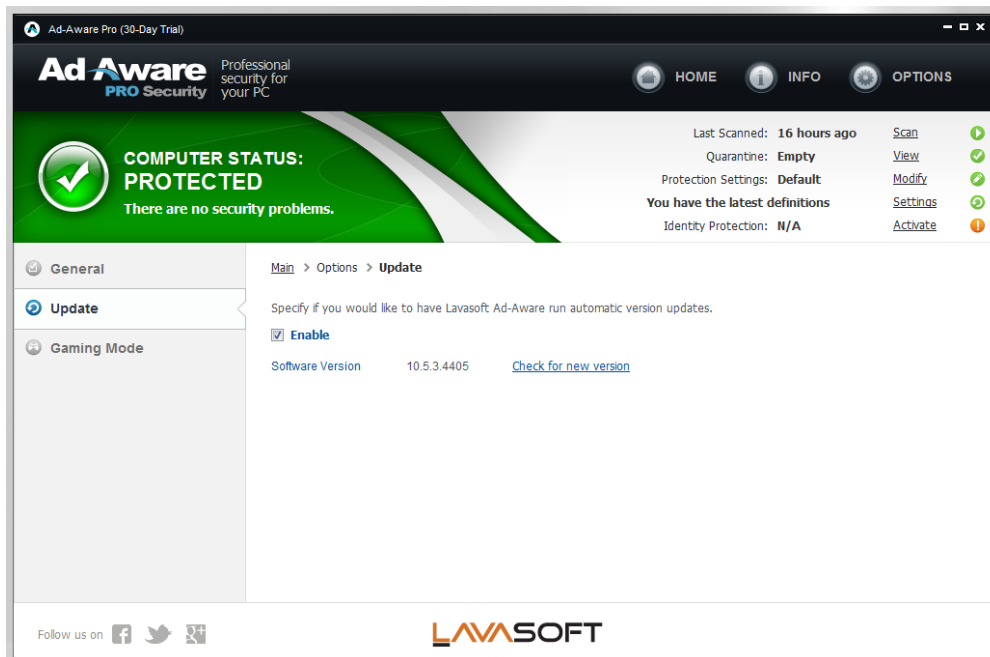 Ad-Aware Pro (30-Day Trial)
Ad-Aware
PRO Security
Professional
security for
your PC
HOME
INFO
OPTIONS
COMPUTER STATUS:
PROTECTED
There are no security problems.
Last Scanned: 16 hours ago Scan
Quarantine: Empty View
Protection Settings: Default Modify
You have the latest definitions Settings
Identity Protection: N/A Activate
General
Update
Gaming Mode
Main > Options > Update
Specify if you would like to have Lavasoft Ad-Aware run automatic version updates.
Enable
Software Version 10.5.3.4405 Check for new version
Follow us on
LAVASOFT